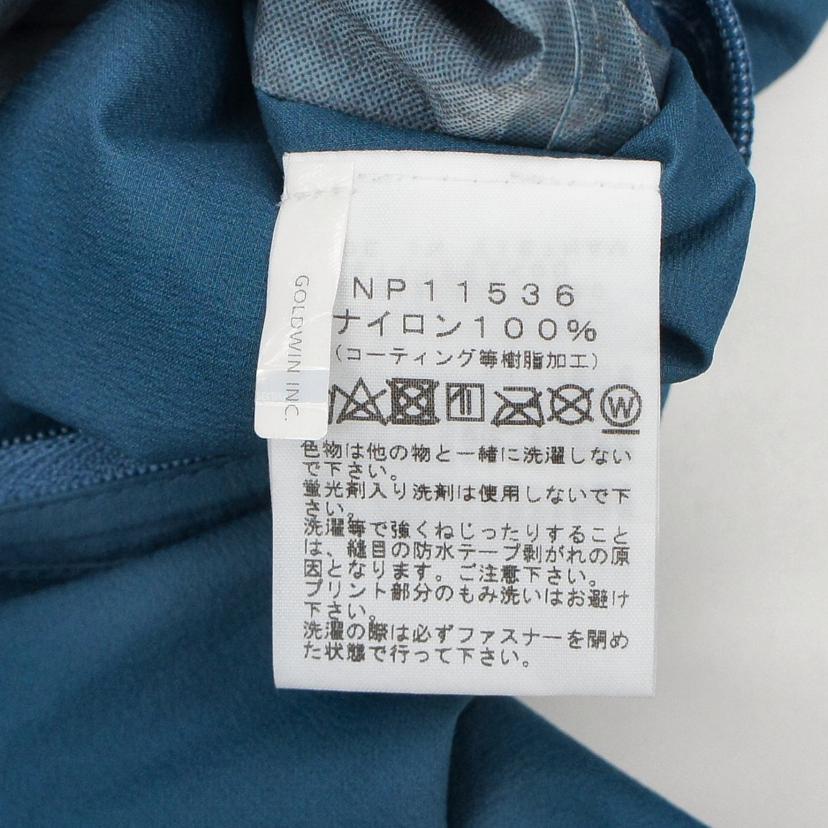 GOLDWIN INC.
NP11536
ナイロン100%
(コーティング等樹脂加工)
W
色物は他の物と一緒に洗濯しない
で下さい。
蛍光剤入り洗剤は使用しないで下
さい。
洗濯等で強くねじったりすること
は、縫目の防水テープ剥がれの原
因となります。ご注意下さい。
プリント部分のもみ洗いはお避け
下さい。
洗濯の際は必ずファスナーを閉め
た状態で行って下さい。